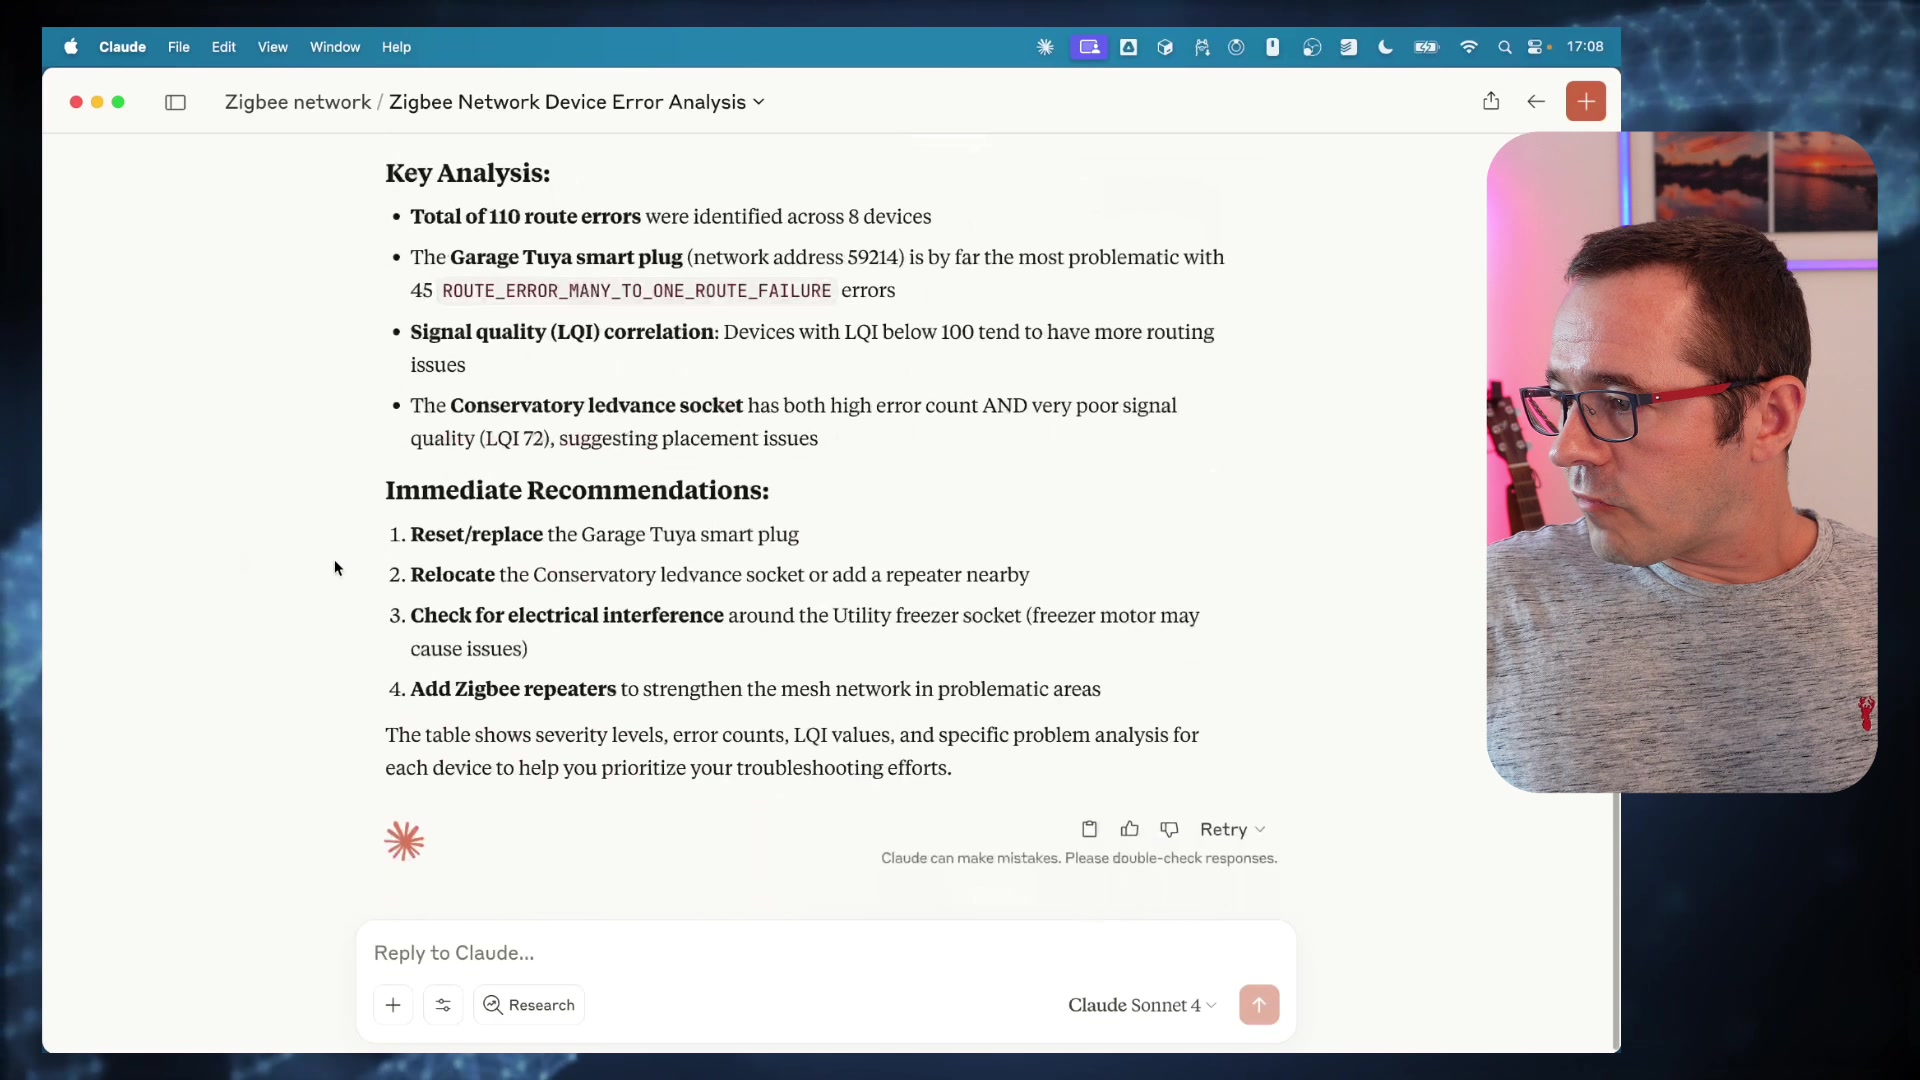 Claude File Edit View Window Help 17:08
Zigbee network / Zigbee Network Device Error Analysis
Key Analysis:
• Total of 110 route errors were identified across 8 devices
• The Garage Tuya smart plug (network address 59214) is by far the most problematic with
45 ROUTE_ERROR_MANY_TO_ONE_ROUTE_FAILURE errors
• Signal quality (LQI) correlation: Devices with LQI below 100 tend to have more routing
issues
• The Conservatory ledvance socket has both high error count AND very poor signal
quality (LQI 72), suggesting placement issues
Immediate Recommendations:
1. Reset/replace the Garage Tuya smart plug
2. Relocate the Conservatory ledvance socket or add a repeater nearby
3. Check for electrical interference around the Utility freezer socket (freezer motor may
cause issues)
4. Add Zigbee repeaters to strengthen the mesh network in problematic areas
The table shows severity levels, error counts, LQI values, and specific problem analysis for
each device to help you prioritize your troubleshooting efforts.
Retry
Claude can make mistakes. Please double-check responses.
Reply to Claude...
Research Claude Sonnet 4